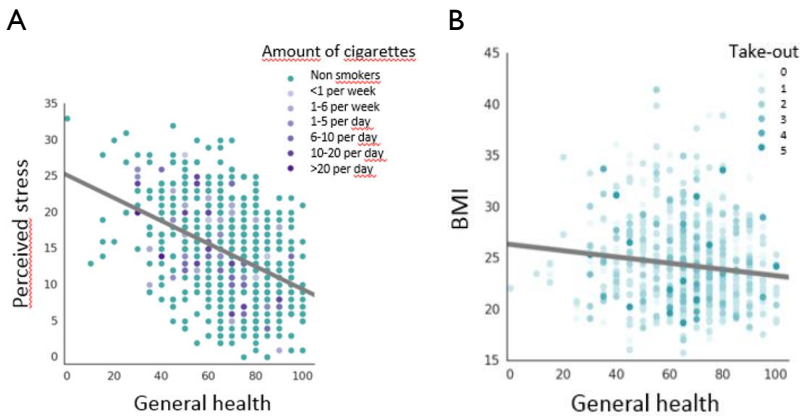 A
Amount of cigarettes
Non smokers
<1 per week
1-6 per week
1-5 per day
6-10 per day
10-20 per day
>20 per day
35
30
25
20
15
10
5
0
Perceived stress
0 20 40 60 80 100
General health
B
Take-out
0
1
2
3
4
5
45
40
35
30
25
20
15
BMI
0 20 40 60 80 100
General health